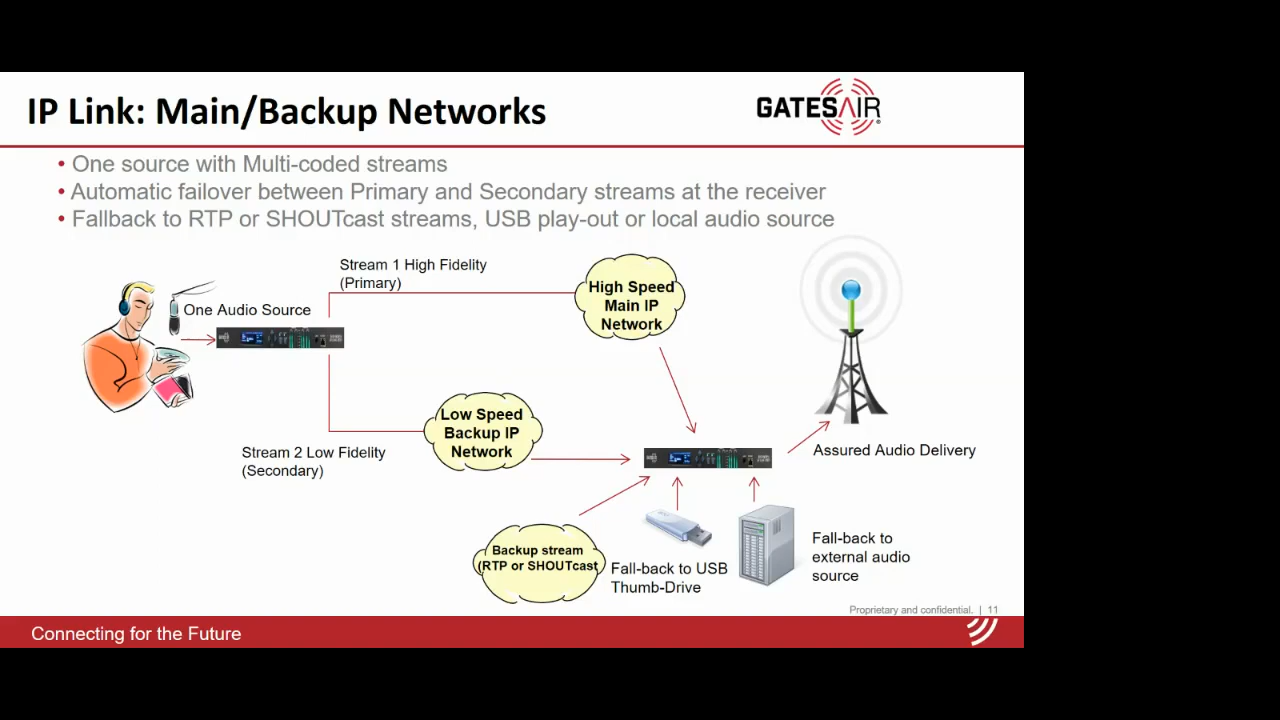 IP Link: Main/Backup Networks
GATESAIR
• One source with Multi-coded streams
• Automatic failover between Primary and Secondary streams at the receiver
• Fallback to RTP or SHOUTcast streams, USB play-out or local audio source
Stream 1 High Fidelity
(Primary)
One Audio Source
High Speed
Main IP
Network
Low Speed
Backup IP
Network
Stream 2 Low Fidelity
(Secondary)
Assured Audio Delivery
Backup stream
(RTP or SHOUTcast
Fall-back to USB
Thumb-Drive
Fall-back to
external audio
source
Proprietary and confidential. | 11
Connecting for the Future